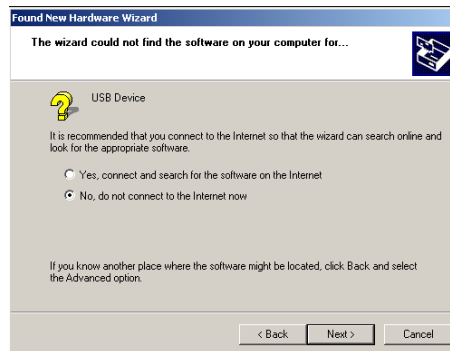 Found New Hardware Wizard
The wizard could not find the software on your computer for...
USB Device
It is recommended that you connect to the Internet so that the wizard can search online and
look for the appropriate software.
Yes, connect and search for the software on the Internet
No, do not connect to the Internet now
If you know another place where the software might be located, click Back and select
the Advanced option.
< Back Next > Cancel